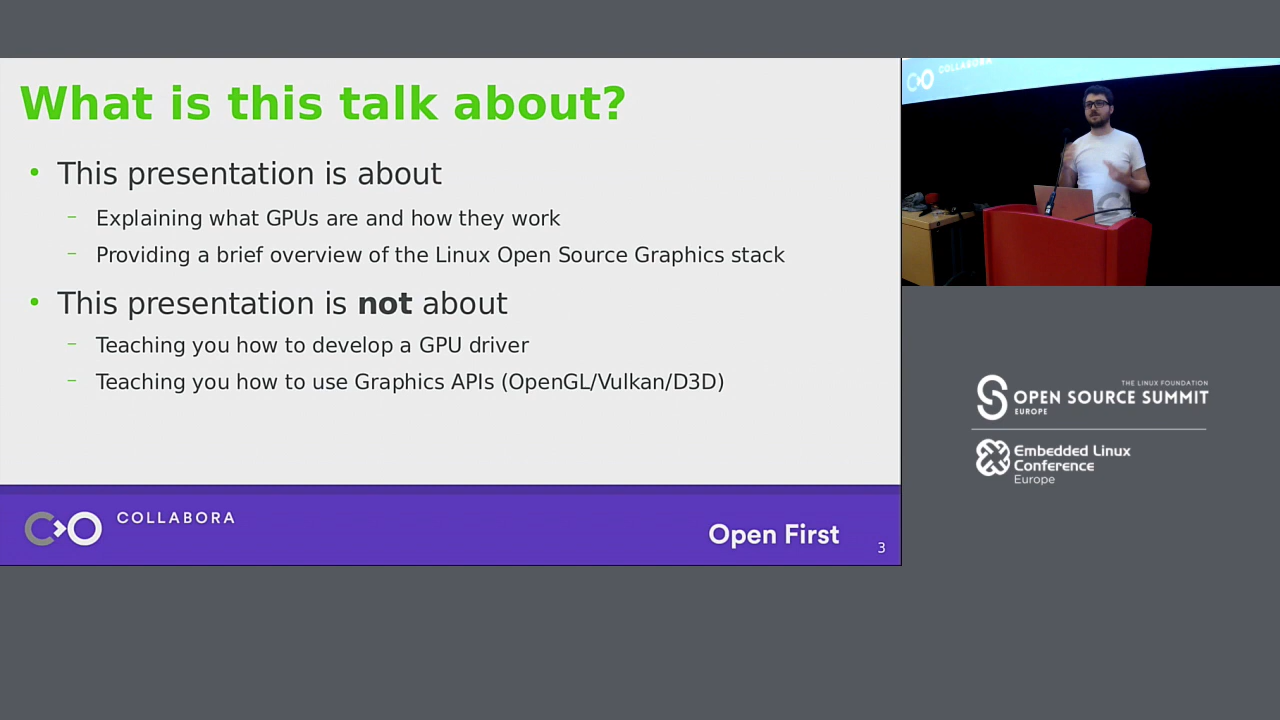 What is this talk about?
• This presentation is about
– Explaining what GPUs are and how they work
– Providing a brief overview of the Linux Open Source Graphics stack
• This presentation is not about
– Teaching you how to develop a GPU driver
– Teaching you how to use Graphics APIs (OpenGL/Vulkan/D3D)
COLLABORA
Open First
3
COLLABORA
THE LINUX FOUNDATION
OPEN SOURCE SUMMIT
EUROPE
Embedded Linux
Conference
Europe